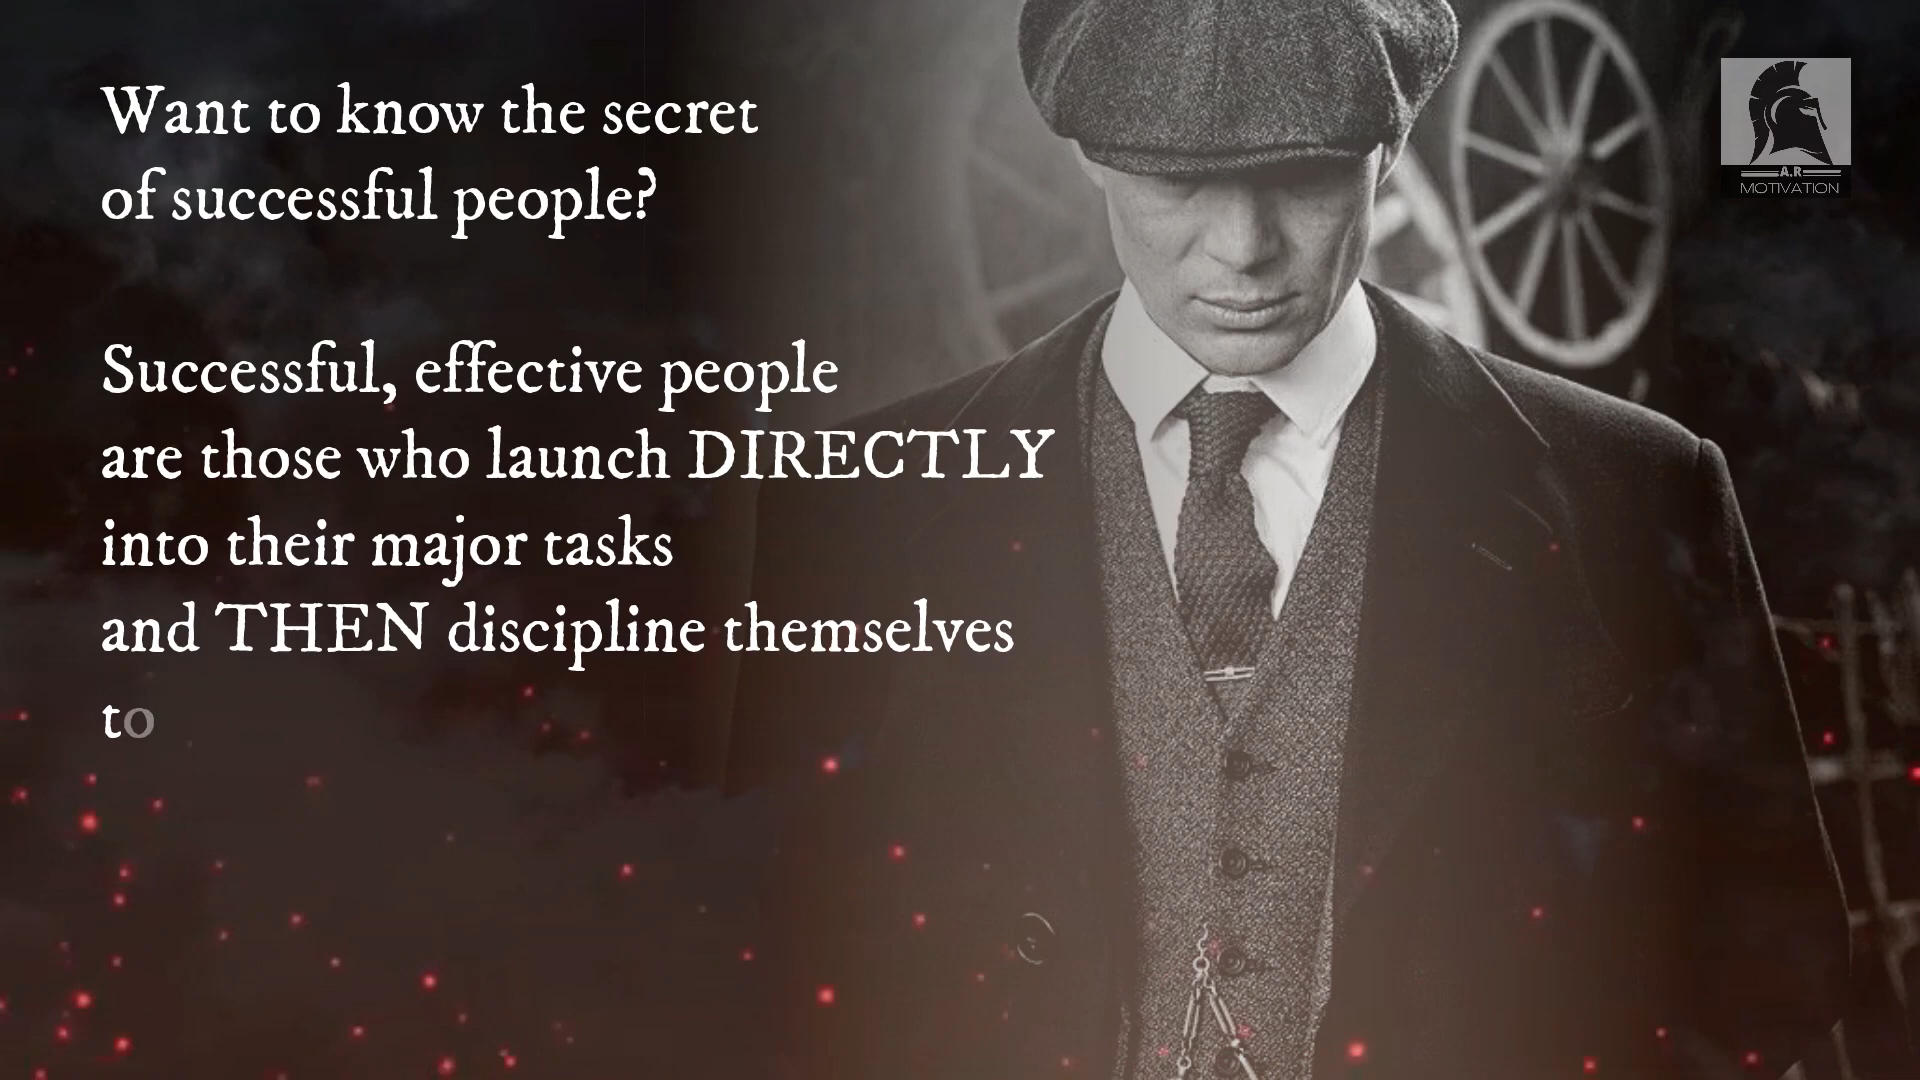 Want to know the secret
of successful people?
Successful, effective people
are those who launch DIRECTLY
into their major tasks
and THEN discipline themselves
to
A.R
MOTIVATION